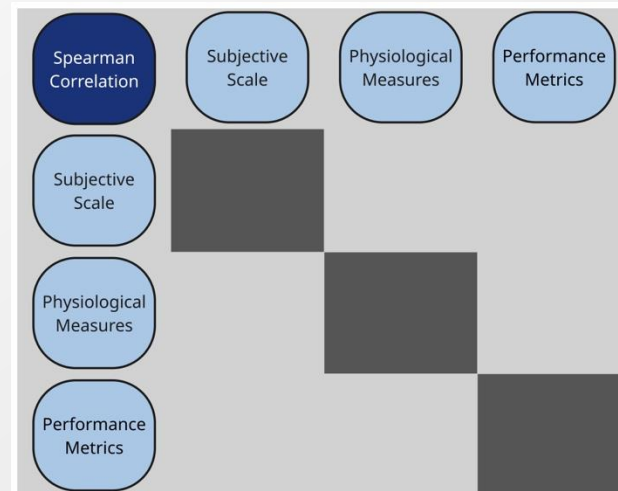 Spearman
Correlation
Subjective
Scale
Physiological
Measures
Performance
Metrics
Subjective
Scale
Physiological
Measures
Performance
Metrics